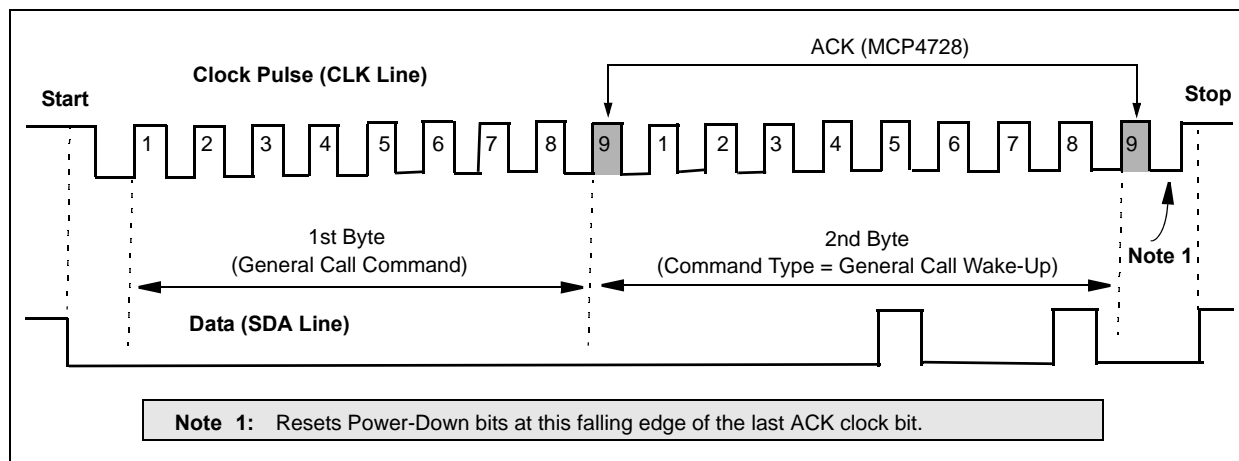 ACK (MCP4728)
Clock Pulse (CLK Line)
Start
Stop
1 2 3 4 5 6 7 8 9 1 2 3 4 5 6 7 8 9
1st Byte
(General Call Command)
2nd Byte
(Command Type = General Call Wake-Up)
Note 1
Data (SDA Line)
Note 1: Resets Power-Down bits at this falling edge of the last ACK clock bit.